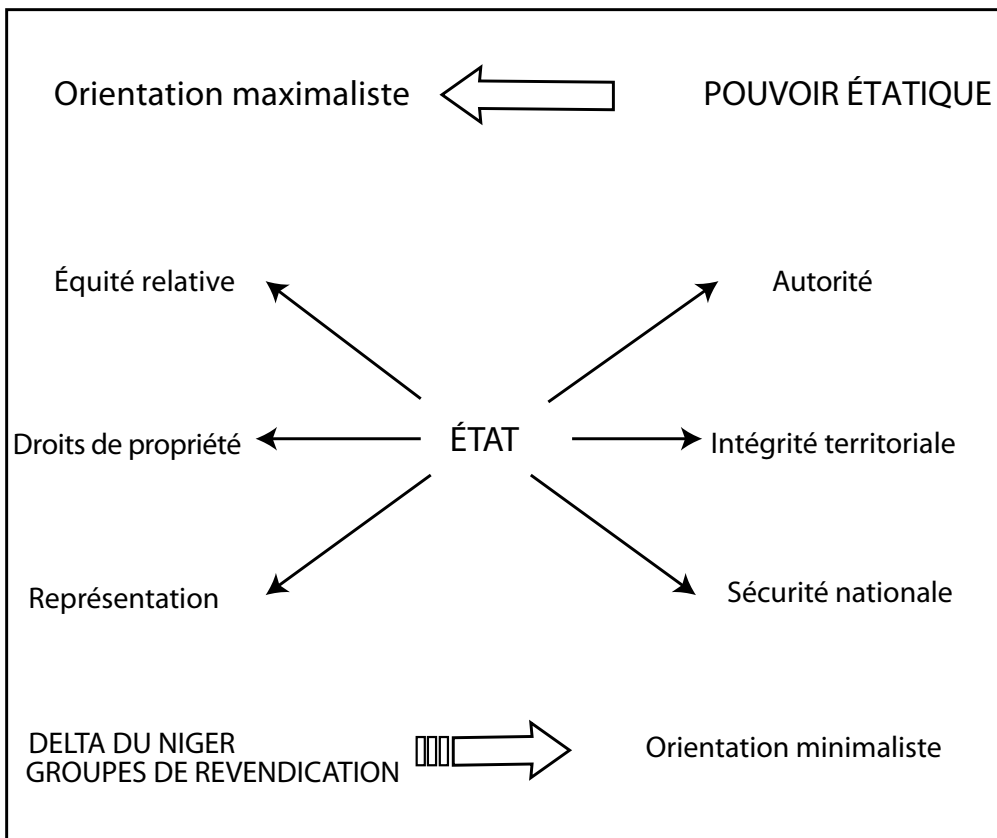 Orientation maximaliste
POUVOIR ÉTATIQUE
Équité relative
Autorité
Droits de propriété
ÉTAT
Intégrité territoriale
Représentation
Sécurité nationale
DELTA DU NIGER
GROUPES DE REVENDICATION
Orientation minimaliste